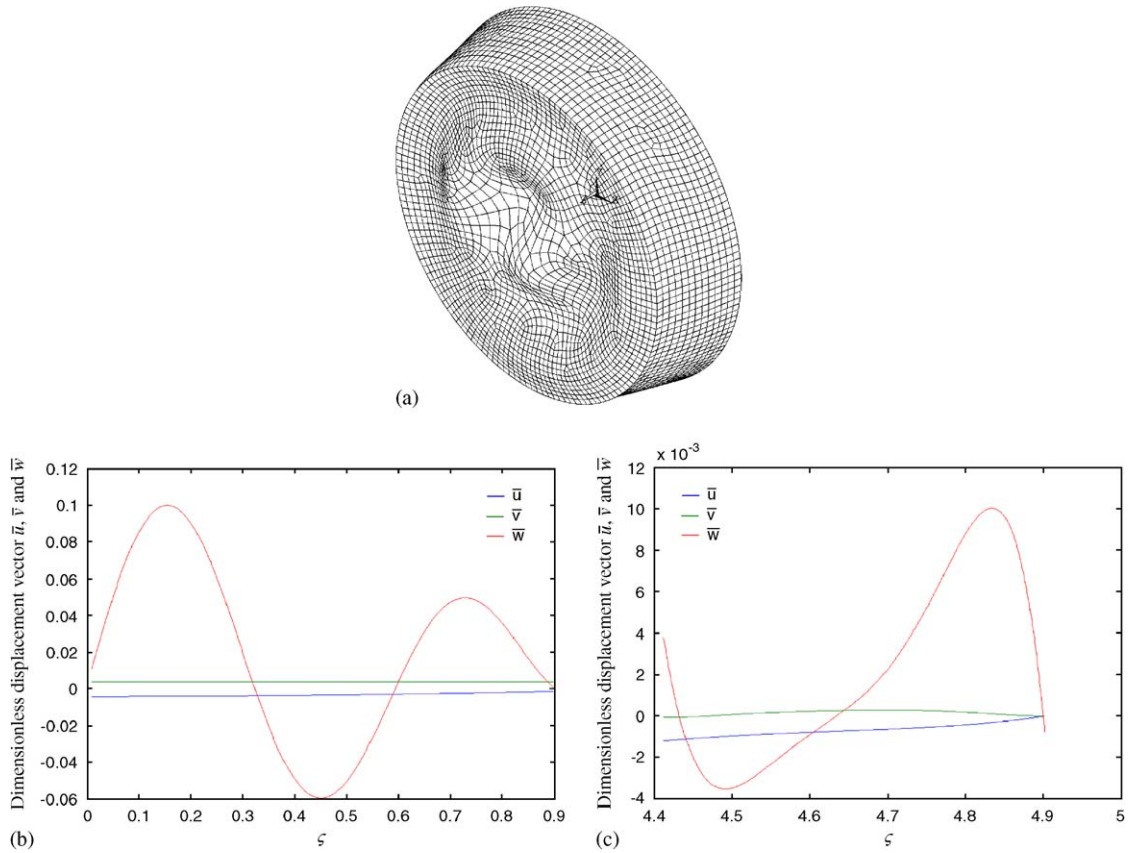 (a)
Dimensionless displacement vector u̅, v̅ and w̅
0.12
0.1
0.08
0.06
0.04
0.02
0
-0.02
-0.04
-0.06
u̅
v̅
w̅
0 0.1 0.2 0.3 0.4 0.5 0.6 0.7 0.8 0.9
ς
(b)
Dimensionless displacement vector u̅, v̅ and w̅
x 10⁻³
12
10
8
6
4
2
0
-2
-4
u̅
v̅
w̅
4.4 4.5 4.6 4.7 4.8 4.9 5
ς
(c)